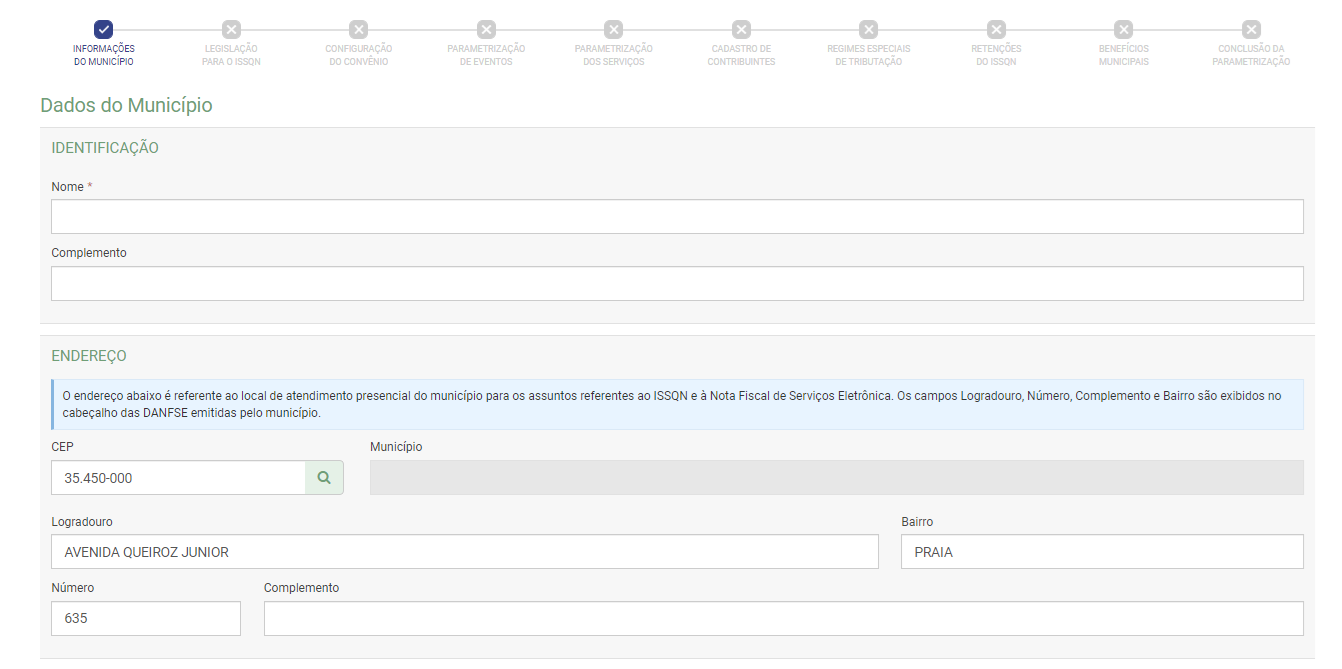 INFORMAÇÕES
DO MUNICÍPIO
LEGISLAÇÃO
PARA O ISSQN
CONFIGURAÇÃO
DO CONVÊNIO
PARAMETRIZAÇÃO
DE EVENTOS
PARAMETRIZAÇÃO
DOS SERVIÇOS
CADASTRO DE
CONTRIBUINTES
REGIMES ESPECIAIS
DE TRIBUTAÇÃO
RETENÇÕES
DO ISSQN
BENEFÍCIOS
MUNICIPAIS
CONCLUSÃO DA
PARAMETRIZAÇÃO
Dados do Município
IDENTIFICAÇÃO
Nome *
Complemento
ENDEREÇO
O endereço abaixo é referente ao local de atendimento presencial do município para os assuntos referentes ao ISSQN e à Nota Fiscal de Serviços Eletrônica. Os campos Logradouro, Número, Complemento e Bairro são exibidos no
cabeçalho das DANFSE emitidas pelo município.
CEP
Município
35.450-000
Logradouro
Bairro
AVENIDA QUEIROZ JUNIOR
PRAIA
Número
Complemento
635